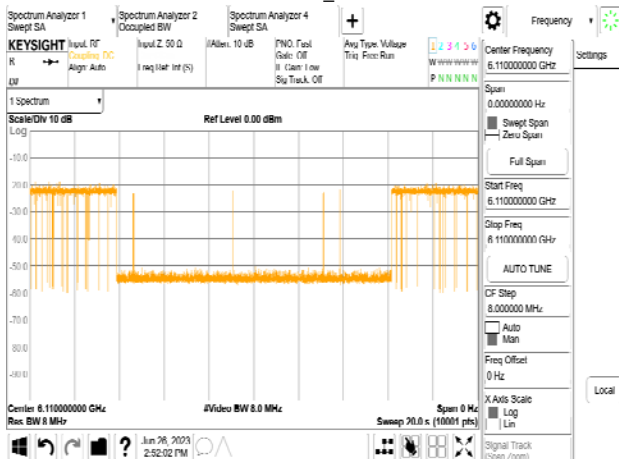 Spectrum Analyzer 1
Swept SA
Spectrum Analyzer 2
Occupied BW
Spectrum Analyzer 4
Swept SA
+
Frequency
Settings
KEYSIGHT
Input: RF
Coupling: DC
Align: Auto
Input Z: 50 Ω
Freq Ref: Int (S)
#Atten: 10 dB
PNO: Fast
Gate: Off
IF Gain: Low
Sig Track: Off
Avg Type: Voltage
Trig: Free Run
1 2 3 4 5 6
W W W W W W
P N N N N N
R
1 Spectrum
Scale/Div 10 dB
Ref Level 0.00 dBm
Log
-10.0
-20.0
-30.0
-40.0
-50.0
-60.0
-70.0
-80.0
-90.0
Center 6.110000000 GHz
#Video BW 8.0 MHz
Span 0 Hz
Res BW 8 MHz
Sweep 20.0 s (10001 pts)
?
Jun 26, 2023
2:52:02 PM
Center Frequency
6.110000000 GHz
Span
0.00000000 Hz
Swept Span
Zero Span
Full Span
Start Freq
6.110000000 GHz
Stop Freq
6.110000000 GHz
AUTO TUNE
CF Step
8.000000 MHz
Auto
Man
Freq Offset
0 Hz
X Axis Scale
Log
Lin
Signal Track
(Span Zoom)
Local